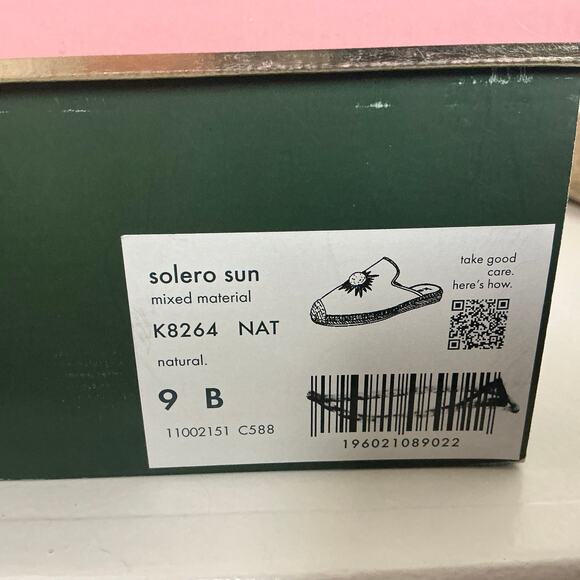 solero sun
mixed material
K8264 NAT
natural.
9 B
11002151 C588
take good
care.
here's how.
196021089022